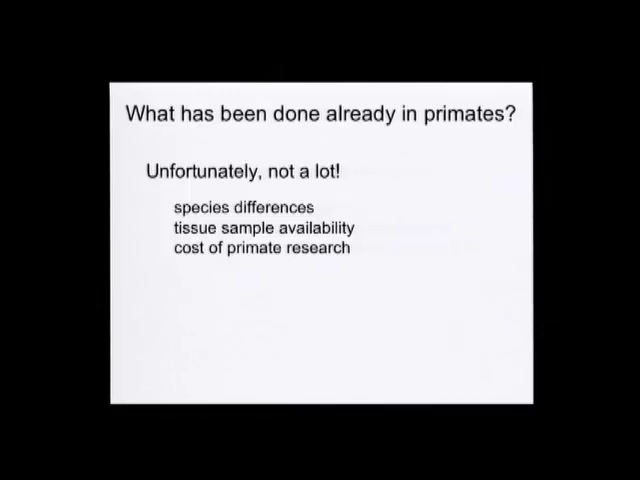 What has been done already in primates?
Unfortunately, not a lot!
species differences
tissue sample availability
cost of primate research